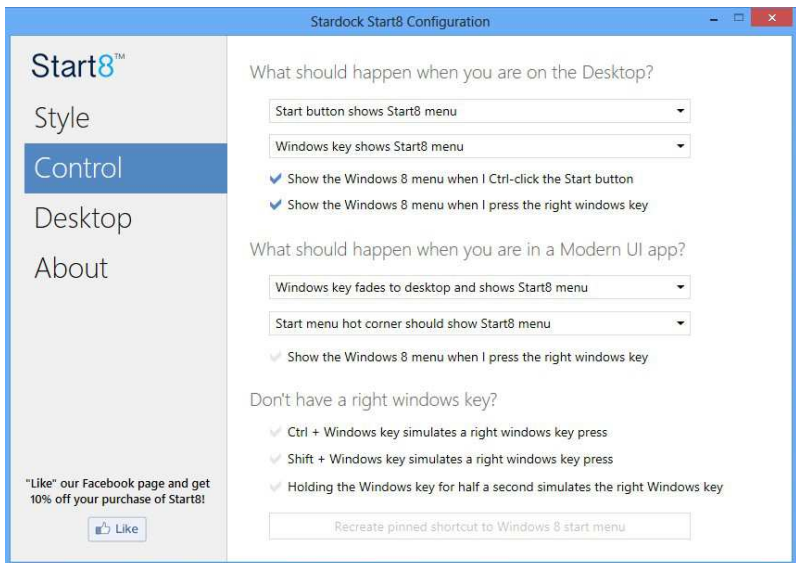 Stardock Start8 Configuration
Start8™
Style
Control
Desktop
About
"Like" our Facebook page and get
10% off your purchase of Start8!
Like
What should happen when you are on the Desktop?
Start button shows Start8 menu
Windows key shows Start8 menu
Show the Windows 8 menu when I Ctrl-click the Start button
Show the Windows 8 menu when I press the right windows key
What should happen when you are in a Modern UI app?
Windows key fades to desktop and shows Start8 menu
Start menu hot corner should show Start8 menu
Show the Windows 8 menu when I press the right windows key
Don't have a right windows key?
Ctrl + Windows key simulates a right windows key press
Shift + Windows key simulates a right windows key press
Holding the Windows key for half a second simulates the right Windows key
Recreate pinned shortcut to Windows 8 start menu